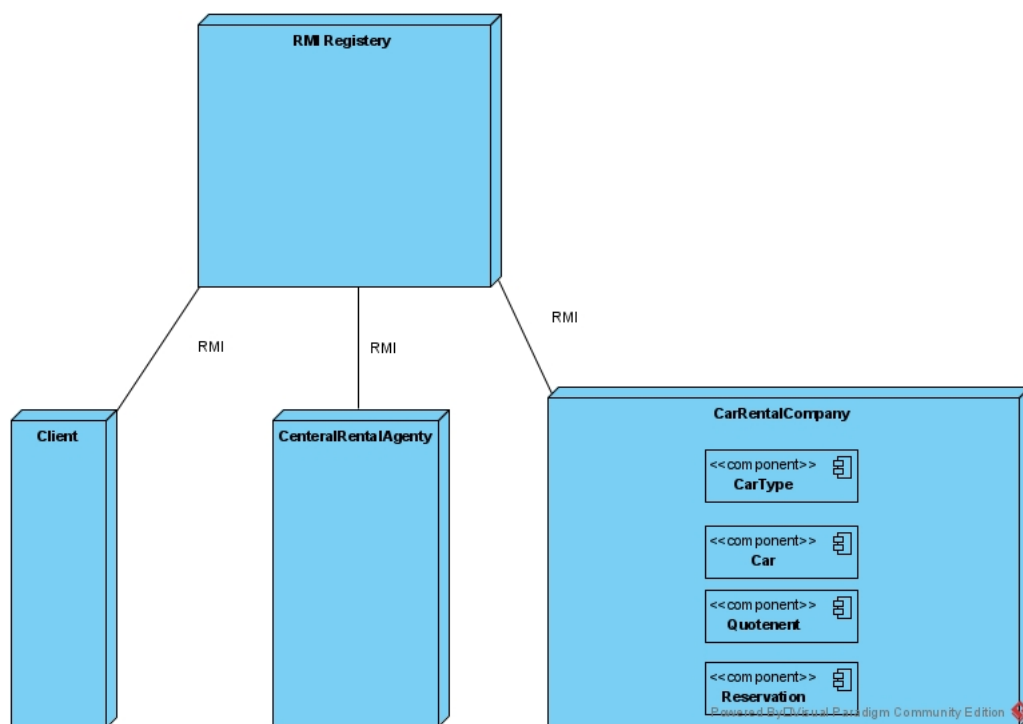 RMI Registery
RMI
RMI
RMI
Client
CenteralRentalAgenty
CarRentalCompany
<<component>>
CarType
<<component>>
Car
<<component>>
Quotenent
<<component>>
Reservation
Powered By Visual Paradigm Community Edition